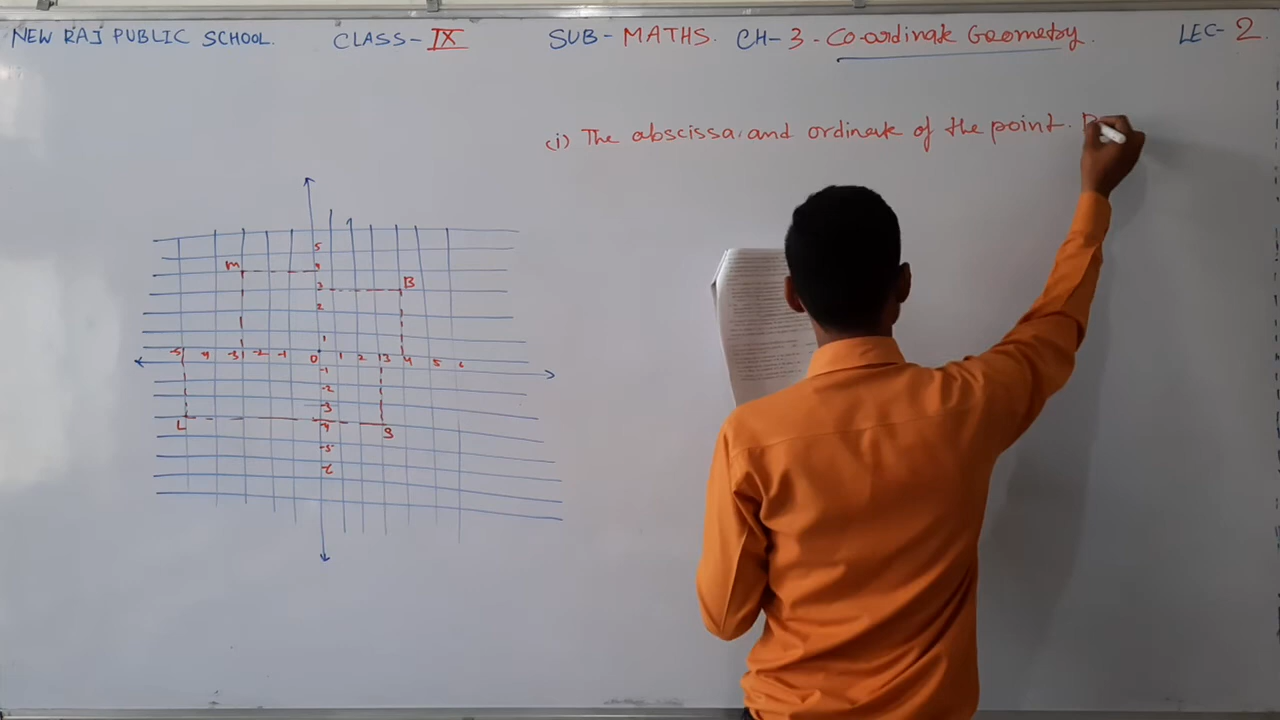 NEW RAJ PUBLIC SCHOOL. CLASS-IX SUB-MATHS. CH-3-Co-ordinate Geometry. LEC-2.
(i) The abscissa, and ordinate of the point.
5
M 4
3 B
2
1
-5 -4 -3 -2 -1 0 1 2 3 4 5 6
-1
-2
-3
L -4 S
-5
-6